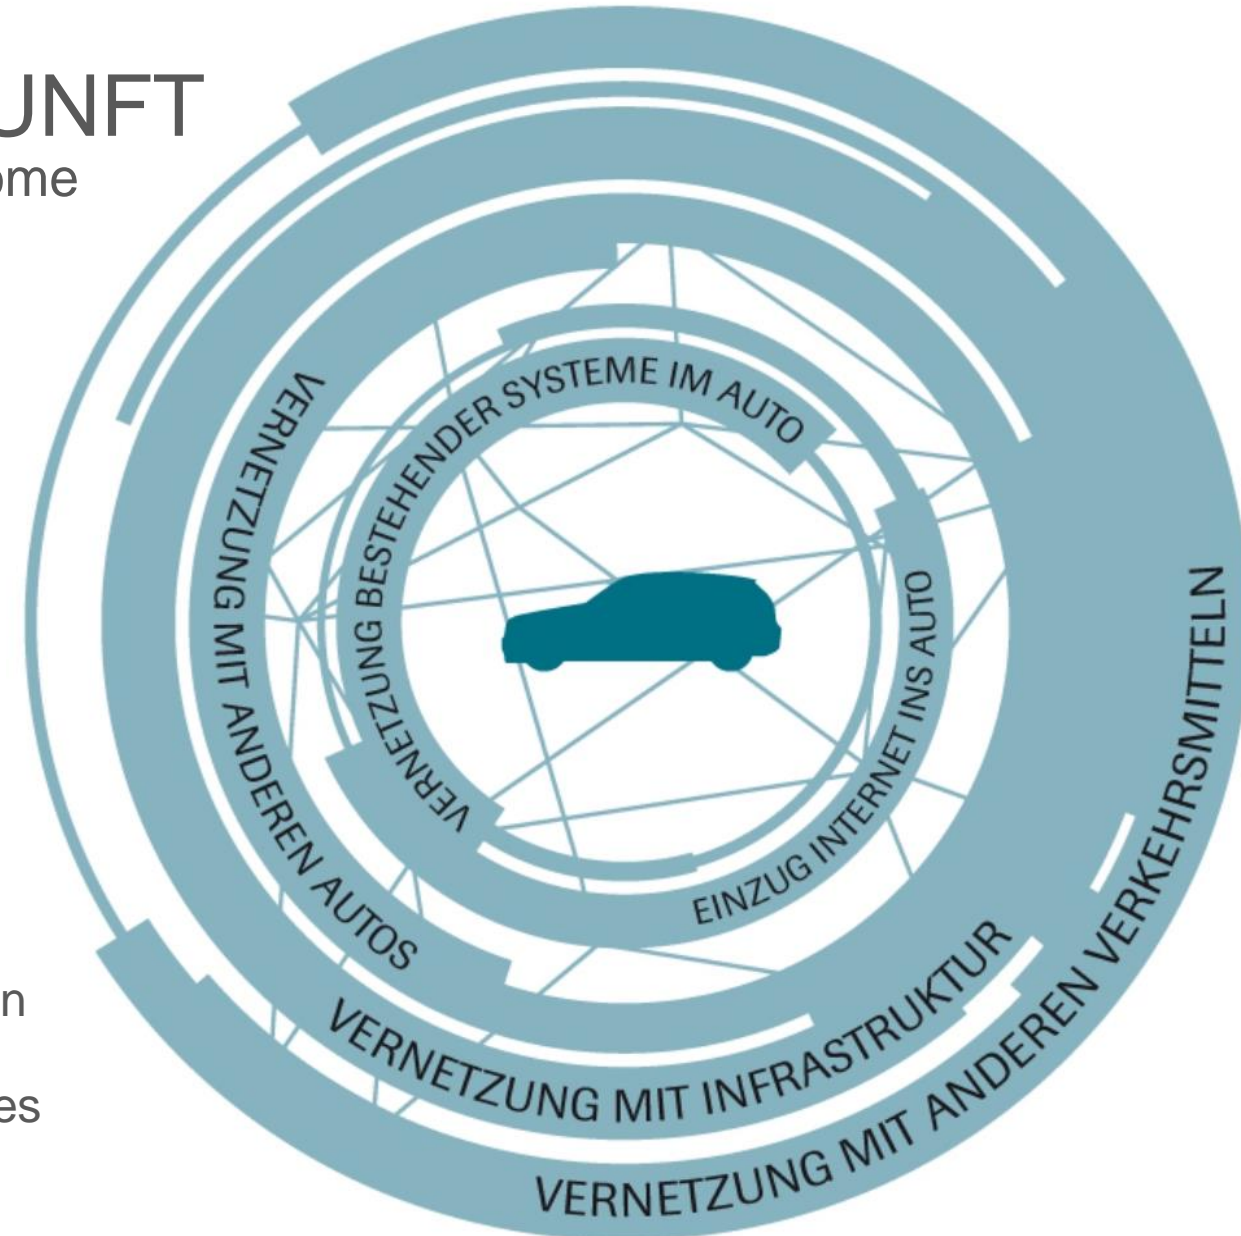 UNFT
ome
VERNETZUNG BESTEHENDER SYSTEME IM AUTO
EINZUG INTERNET INS AUTO
VERNETZUNG MIT ANDEREN AUTOS
VERNETZUNG MIT INFRASTRUKTUR
VERNETZUNG MIT ANDEREN VERKEHRSMITTELN
n
es